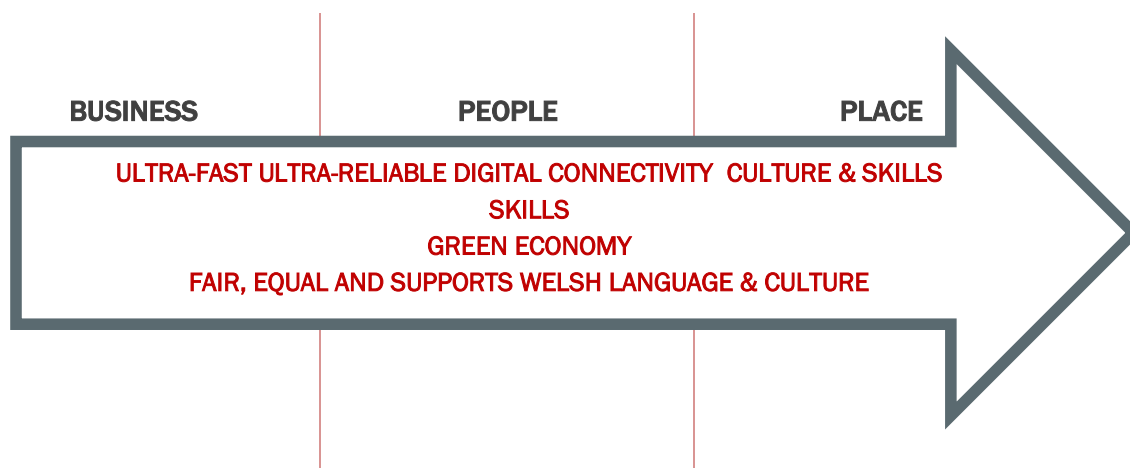 BUSINESS PEOPLE PLACE
ULTRA-FAST ULTRA-RELIABLE DIGITAL CONNECTIVITY  CULTURE & SKILLS
SKILLS
GREEN ECONOMY
FAIR, EQUAL AND SUPPORTS WELSH LANGUAGE & CULTURE